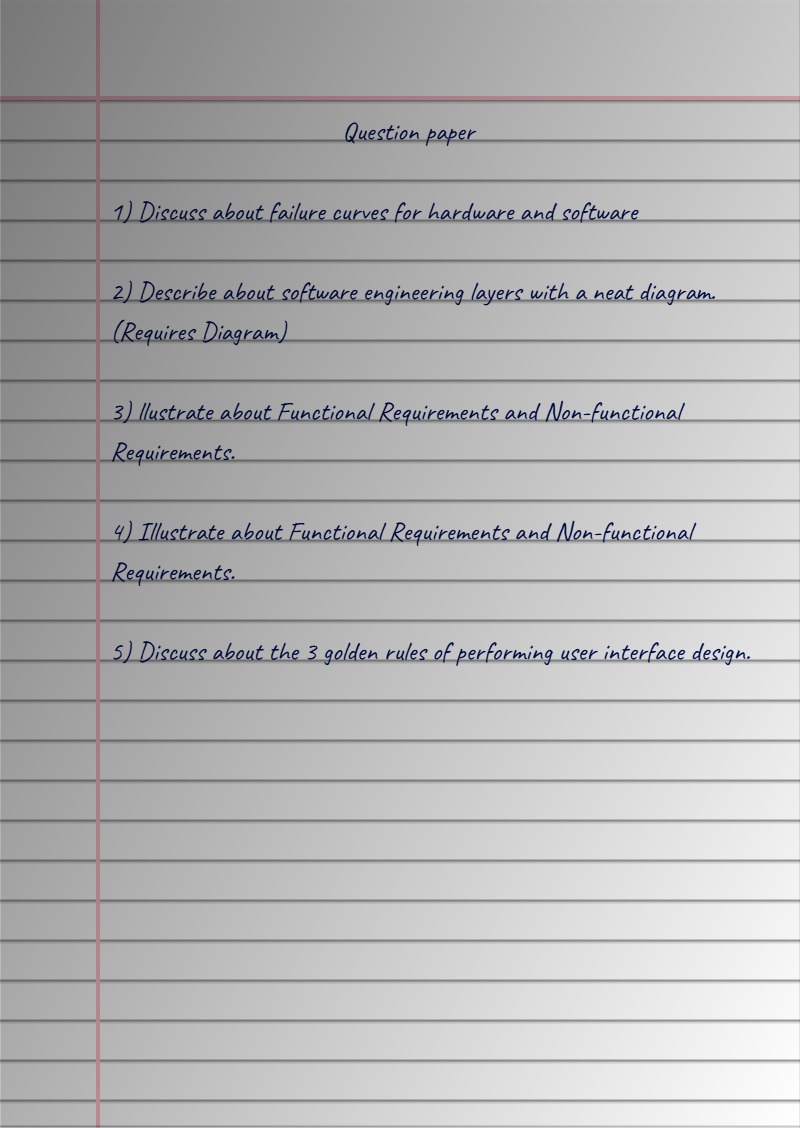 Question paper
1) Discuss about failure curves for hardware and software
2) Describe about software engineering layers with a neat diagram.
(Requires Diagram)
3) llustrate about Functional Requirements and Non-functional
Requirements.
4) Illustrate about Functional Requirements and Non-functional
Requirements.
5) Discuss about the 3 golden rules of performing user interface design.